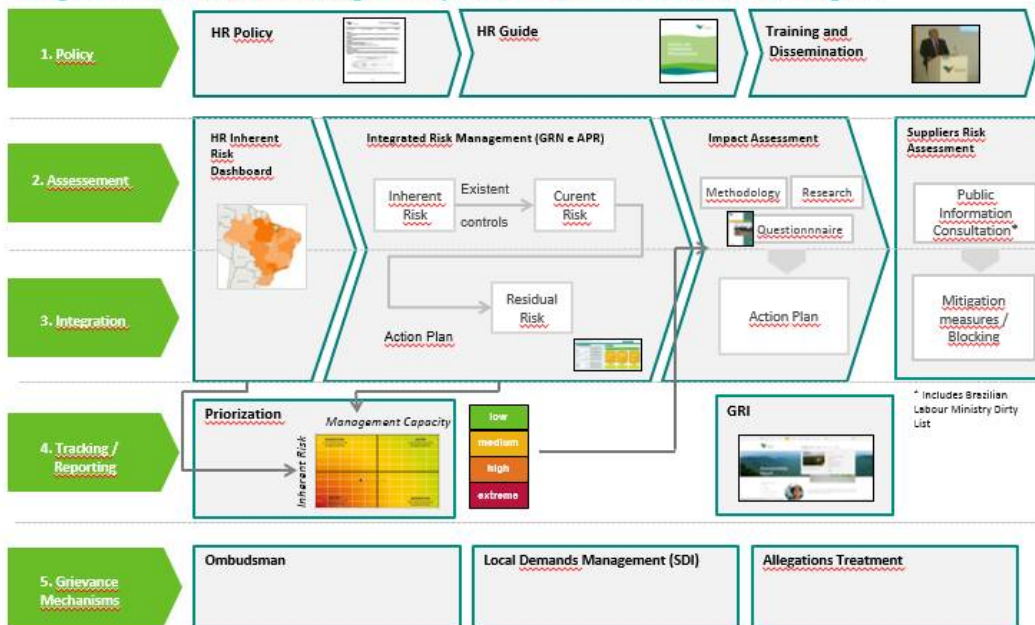 1. Policy
HR Policy
HR Guide
Training and
Dissemination
2. Assessement
HR Inherent
Risk
Dashboard
Integrated Risk Management (GRN e APR)
Inherent
Risk
Existent
controls
Curent
Risk
Impact Assessment
Methodology
Research
Questionnnaire
Suppliers Risk
Assessment
Public
Information
Consultation*
3. Integration
Residual
Risk
Action Plan
Action Plan
Mitigation
measures /
Blocking
* Includes Brazilian
Labour Ministry Dirty
List
4. Tracking /
Reporting
Priorization
Management Capacity
Inherent Risk
low
medium
high
extreme
GRI
5. Grievance
Mechanisms
Ombudsman
Local Demands Management (SDI)
Allegations Treatment